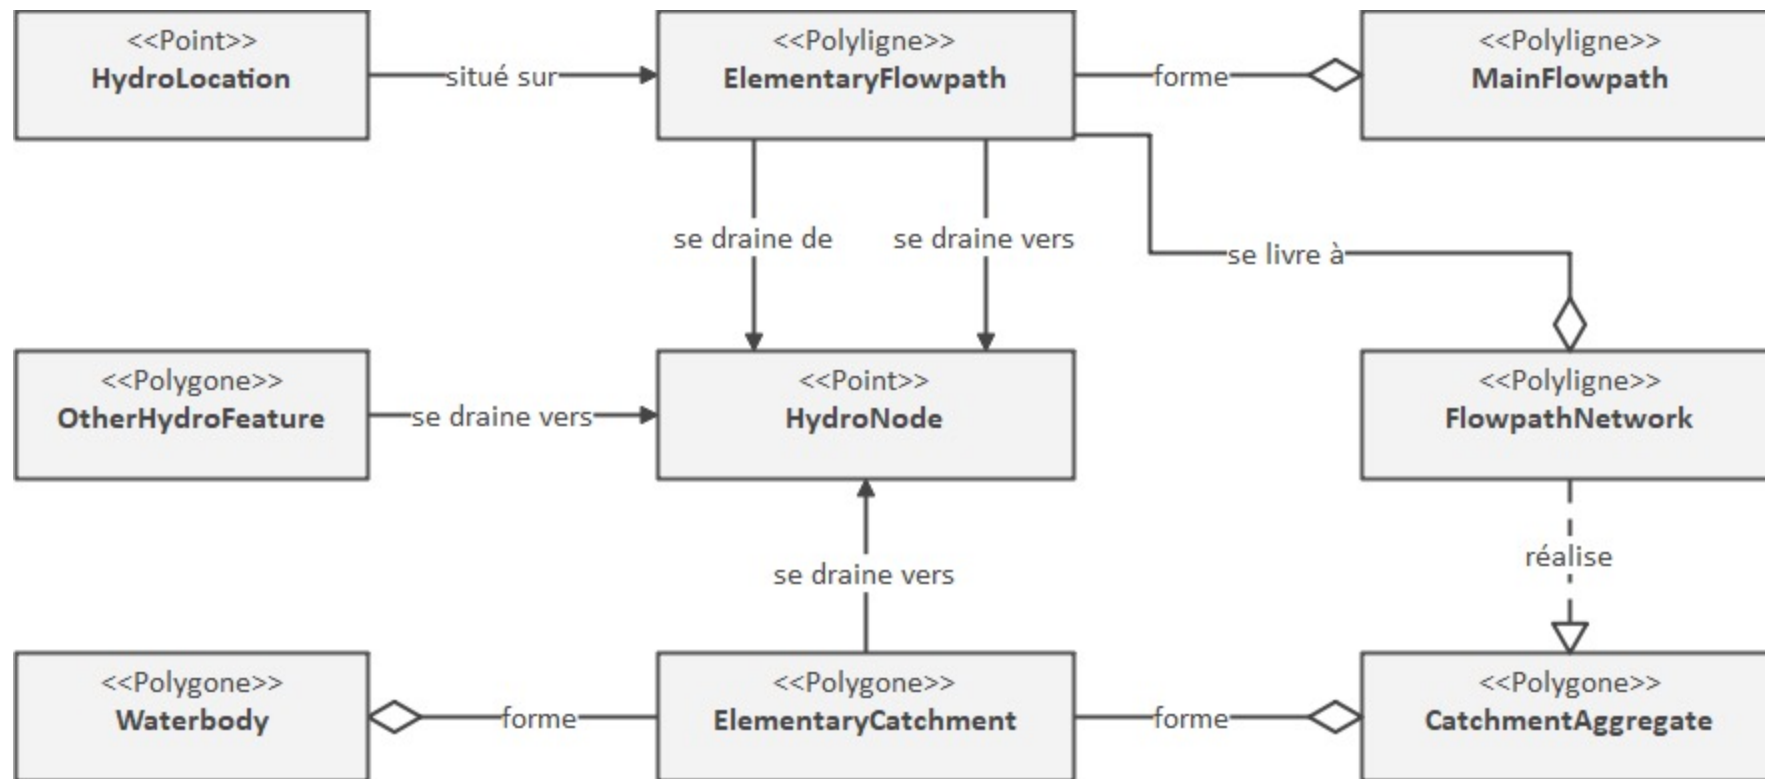 <<Point>>
HydroLocation
situé sur
<<Polyligne>>
ElementaryFlowpath
forme
<<Polyligne>>
MainFlowpath
se draine de
se draine vers
se livre à
<<Polygone>>
OtherHydroFeature
se draine vers
<<Point>>
HydroNode
<<Polyligne>>
FlowpathNetwork
se draine vers
réalise
<<Polygone>>
Waterbody
forme
<<Polygone>>
ElementaryCatchment
forme
<<Polygone>>
CatchmentAggregate